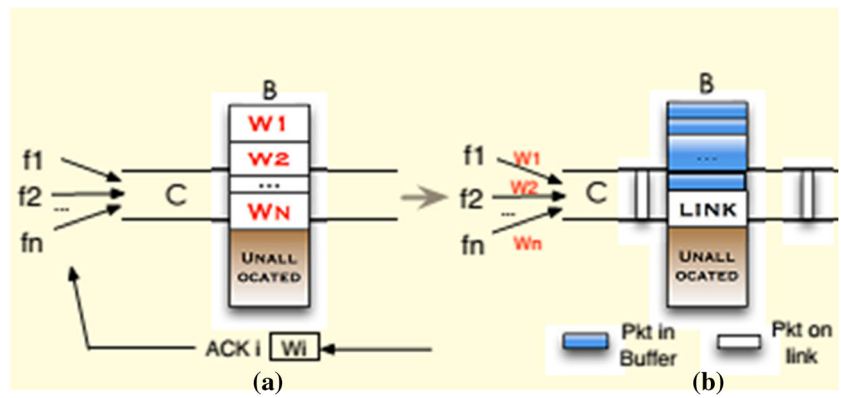 B
W1
W2
...
WN
UNALL
OCATED
f1
f2
...
fn
C
ACK i Wi
(a)
B
...
LINK
UNALL
OCATED
f1 W1
f2 W2
...
fn Wn
C
Pkt in
Buffer
Pkt on
link
(b)